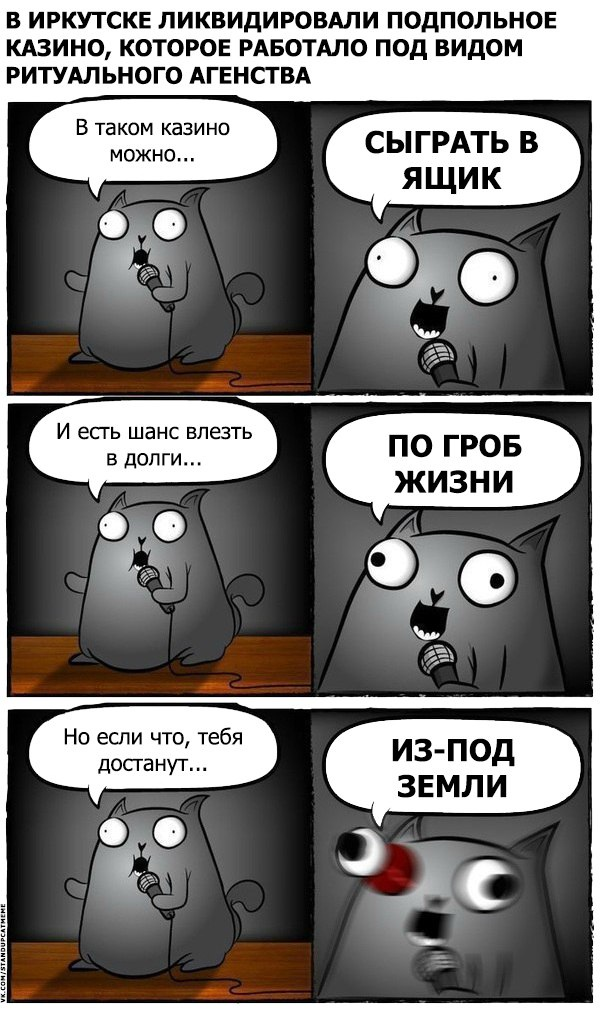 В ИРКУТСКЕ ЛИКВИДИРОВАЛИ ПОДПОЛЬНОЕ
КАЗИНО, КОТОРОЕ РАБОТАЛО ПОД ВИДОМ
РИТУАЛЬНОГО АГЕНСТВА
В таком казино
можно...
СЫГРАТЬ В
ЯЩИК
И есть шанс влезть
в долги...
ПО ГРОБ
ЖИЗНИ
Но если что, тебя
достанут...
ИЗ-ПОД
ЗЕМЛИ
VK.COM/STANDUPCATMEME